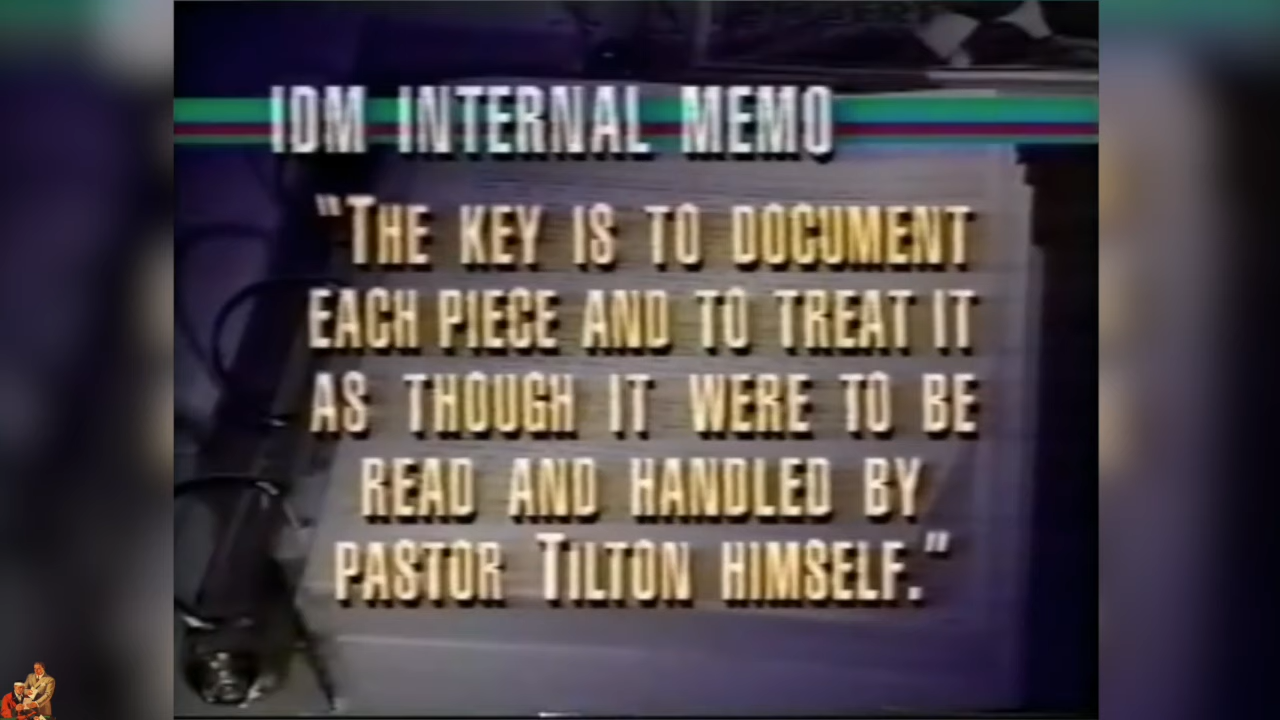 IDM INTERNAL MEMO
"THE KEY IS TO DOCUMENT
EACH PIECE AND TO TREAT IT
AS THOUGH IT WERE TO BE
READ AND HANDLED BY
PASTOR TILTON HIMSELF."